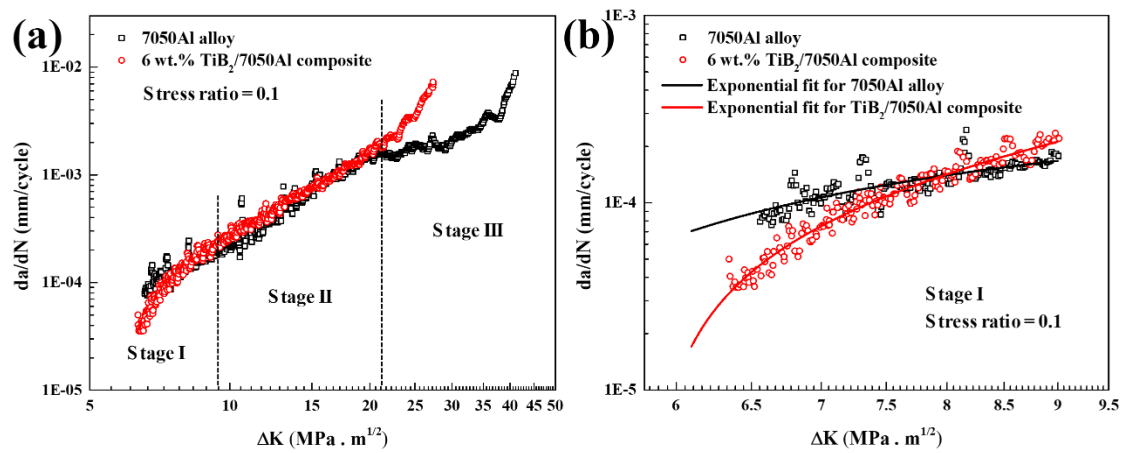 (a)
7050Al alloy
6 wt.% TiB₂/7050Al composite
Stress ratio = 0.1
1E-02
1E-03
1E-04
1E-05
da/dN (mm/cycle)
Stage I
Stage II
Stage III
5
10
15
20
25
30
35
40
45
50
ΔK (MPa . m^1/2)
(b)
1E-3
1E-4
1E-5
da/dN (mm/cycle)
7050Al alloy
6 wt.% TiB₂/7050Al composite
Exponential fit for 7050Al alloy
Exponential fit for TiB₂/7050Al composite
Stage I
Stress ratio = 0.1
6
6.5
7
7.5
8
8.5
9
9.5
ΔK (MPa . m^1/2)